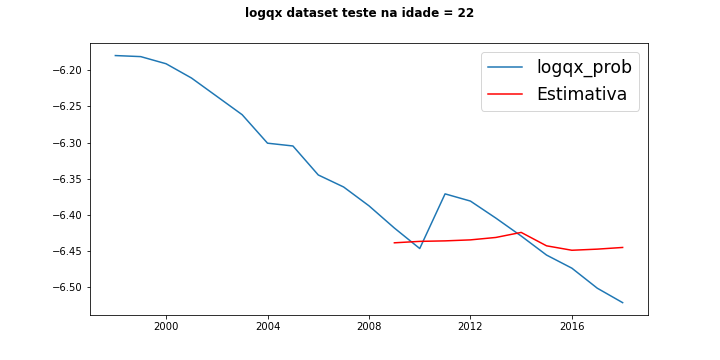 logqx dataset teste na idade = 22
logqx_prob
Estimativa
−6.20
−6.25
−6.30
−6.35
−6.40
−6.45
−6.50
2000 2004 2008 2012 2016